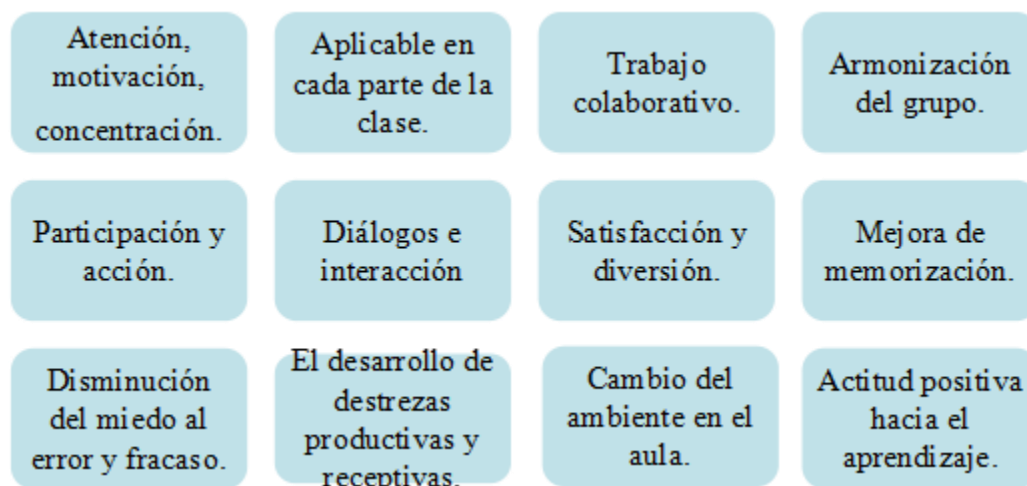 Atención,
motivación,
concentración.
Aplicable en
cada parte de la
clase.
Trabajo
colaborativo.
Armonización
del grupo.
Participación y
acción.
Diálogos e
interacción
Satisfacción y
diversión.
Mejora de
memorización.
Disminución
del miedo al
error y fracaso.
El desarrollo de
destrezas
productivas y
receptivas.
Cambio del
ambiente en el
aula.
Actitud positiva
hacia el
aprendizaje.